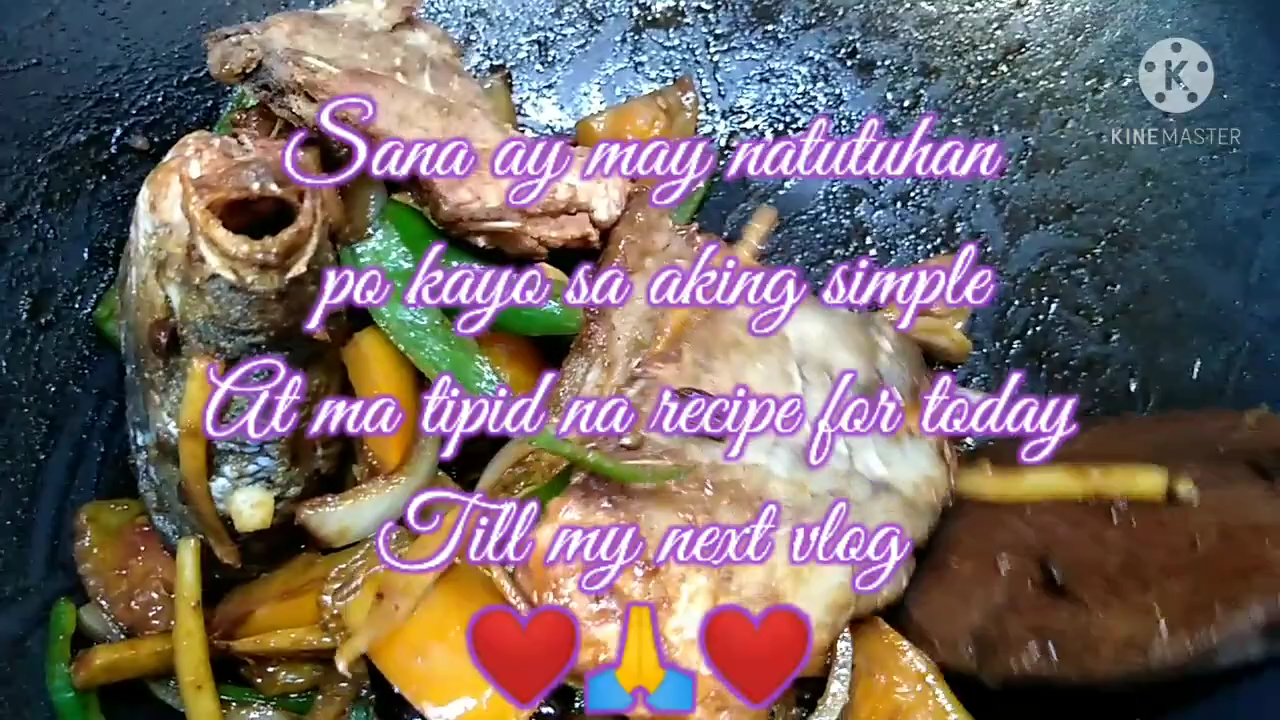 KINEMASTER
Sana ay may natutuhan
po kayo sa aking simple
At ma tipid na recipe for today
Till my next vlog